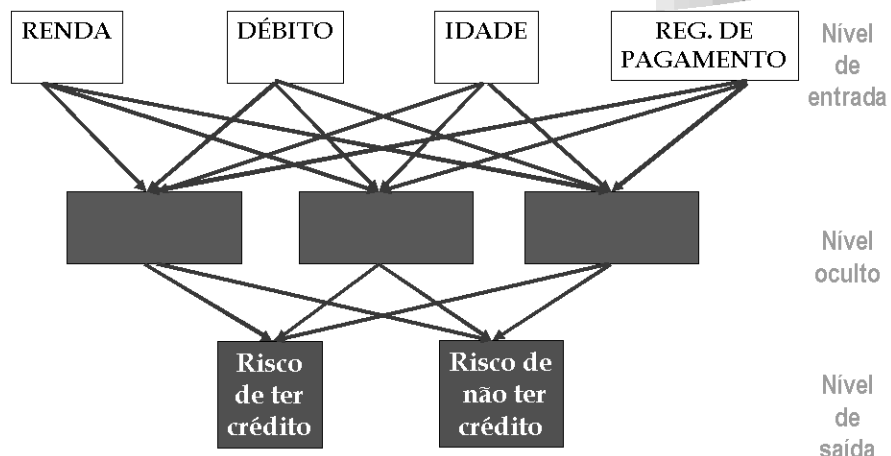 RENDA
DÉBITO
IDADE
REG. DE
PAGAMENTO
Nível
de
entrada
Nível
oculto
Risco
de ter
crédito
Risco de
não ter
crédito
Nível
de
saída